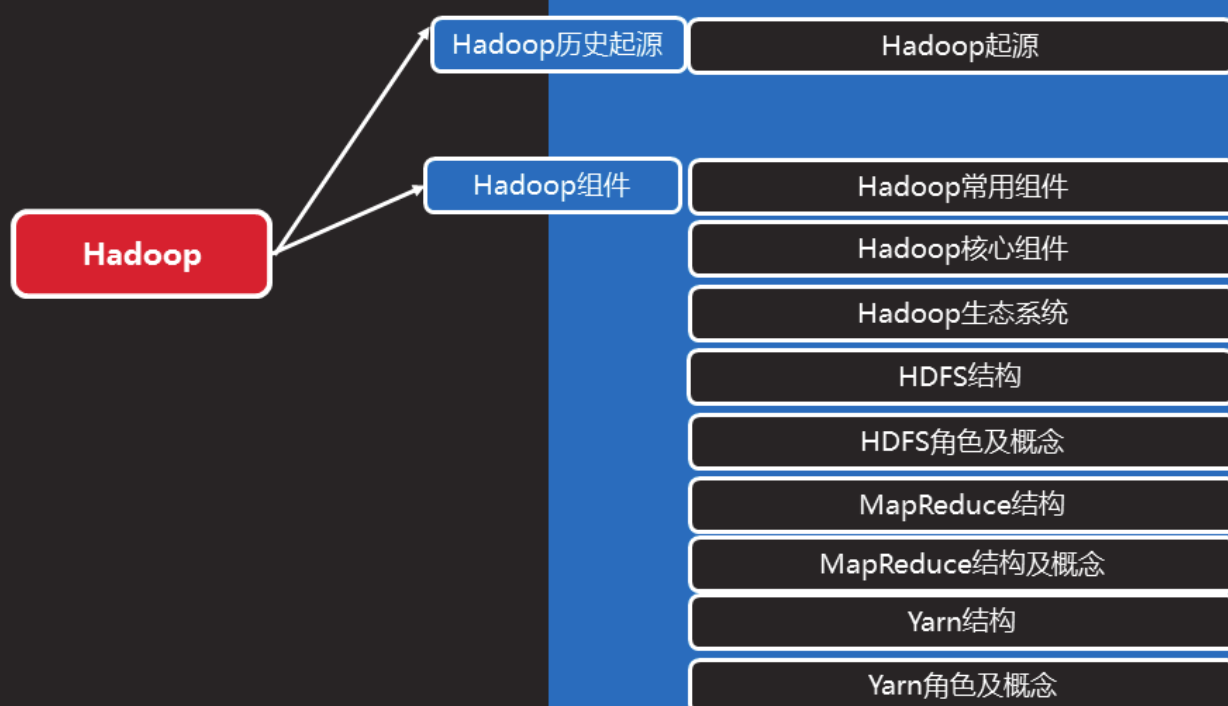 Hadoop
Hadoop历史起源
Hadoop起源
Hadoop组件
Hadoop常用组件
Hadoop核心组件
Hadoop生态系统
HDFS结构
HDFS角色及概念
MapReduce结构
MapReduce结构及概念
Yarn结构
Yarn角色及概念